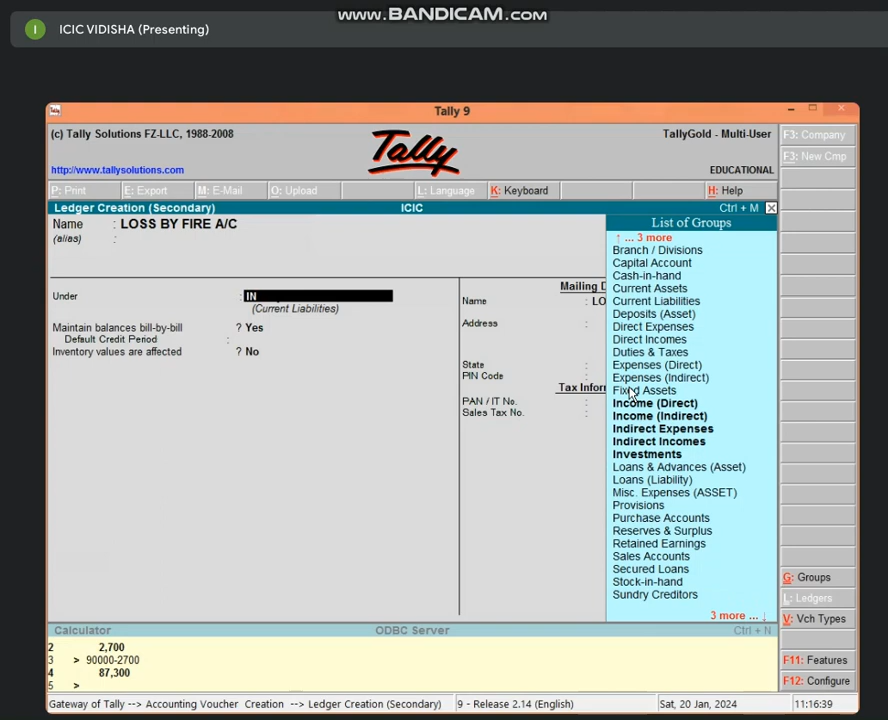 www.BANDICAM.com
I ICIC VIDISHA (Presenting)
Tally 9
(c) Tally Solutions FZ-LLC, 1988-2008
Tally
TallyGold - Multi-User
http://www.tallysolutions.com
EDUCATIONAL
P: Print E: Export M: E-Mail O: Upload L: Language K: Keyboard H: Help
Ledger Creation (Secondary) ICIC Ctrl + M
Name : LOSS BY FIRE A/C
(alias) :
Under : IN
(Current Liabilities)
Maintain balances bill-by-bill ? Yes
Default Credit Period :
Inventory values are affected ? No
Mailing D
Name : LO
Address :
State :
PIN Code :
Tax Infor
PAN / IT No. :
Sales Tax No. :
List of Groups
↑ ... 3 more
Branch / Divisions
Capital Account
Cash-in-hand
Current Assets
Current Liabilities
Deposits (Asset)
Direct Expenses
Direct Incomes
Duties & Taxes
Expenses (Direct)
Expenses (Indirect)
Fixed Assets
Income (Direct)
Income (Indirect)
Indirect Expenses
Indirect Incomes
Investments
Loans & Advances (Asset)
Loans (Liability)
Misc. Expenses (ASSET)
Provisions
Purchase Accounts
Reserves & Surplus
Retained Earnings
Sales Accounts
Secured Loans
Stock-in-hand
Sundry Creditors
3 more ... ↓
F3: Company
F3: New Cmp
G: Groups
L: Ledgers
V: Vch Types
F11: Features
F12: Configure
Calculator ODBC Server Ctrl + N
2 2,700
3 > 90000-2700
4 87,300
5 >
Gateway of Tally --> Accounting Voucher Creation --> Ledger Creation (Secondary) 9 - Release 2.14 (English) Sat, 20 Jan, 2024 11:16:39